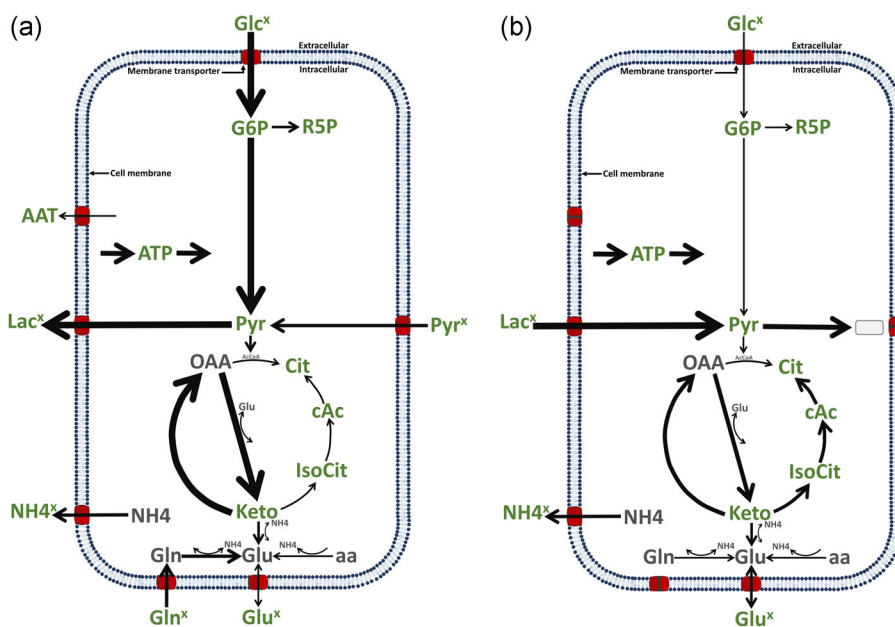 (a)
Glcˣ
Extracellular
Membrane transporter
Intracellular
G6P
R5P
Cell membrane
AAT
ATP
Lacˣ
Pyr
Pyrˣ
OAA
AcCoA
Cit
Glu
cAc
IsoCit
Keto
NH4ˣ
NH4
NH4
Gln
NH4
Glu
NH4
aa
Glnˣ
Gluˣ
(b)
Glcˣ
Extracellular
Membrane transporter
Intracellular
G6P
R5P
Cell membrane
ATP
Lacˣ
Pyr
OAA
AcCoA
Cit
Glu
cAc
IsoCit
Keto
NH4ˣ
NH4
NH4
Gln
NH4
Glu
NH4
aa
Gluˣ